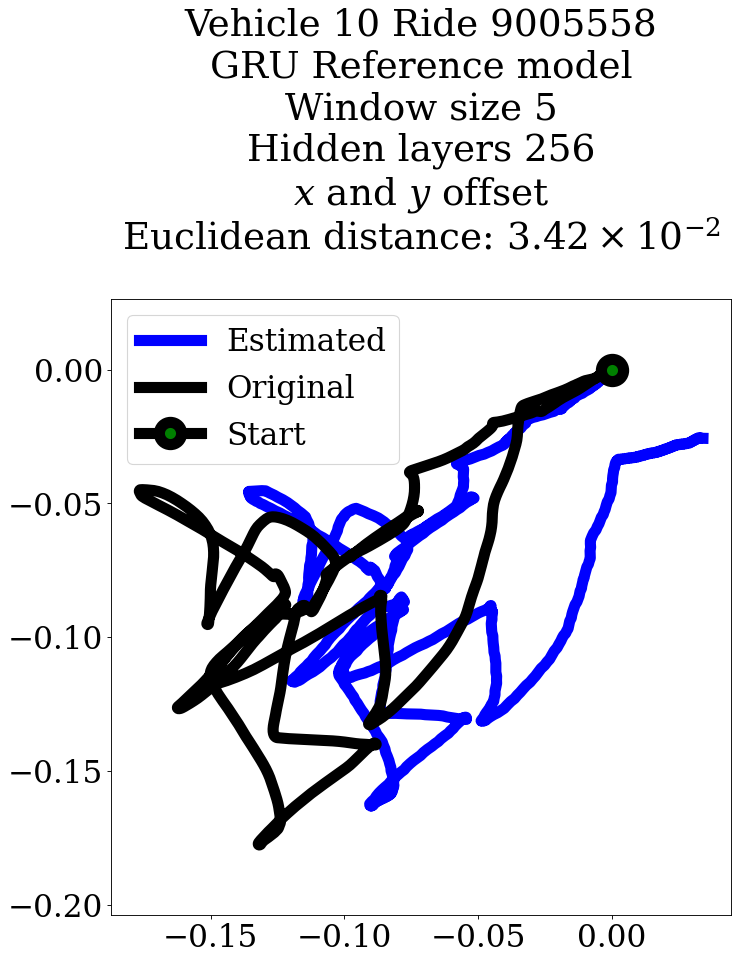 Vehicle 10 Ride 9005558
GRU Reference model
Window size 5
Hidden layers 256
x and y offset
Euclidean distance: 3.42 × 10⁻²
Estimated
Original
Start
0.00
−0.05
−0.10
−0.15
−0.20
−0.15 −0.10 −0.05 0.00